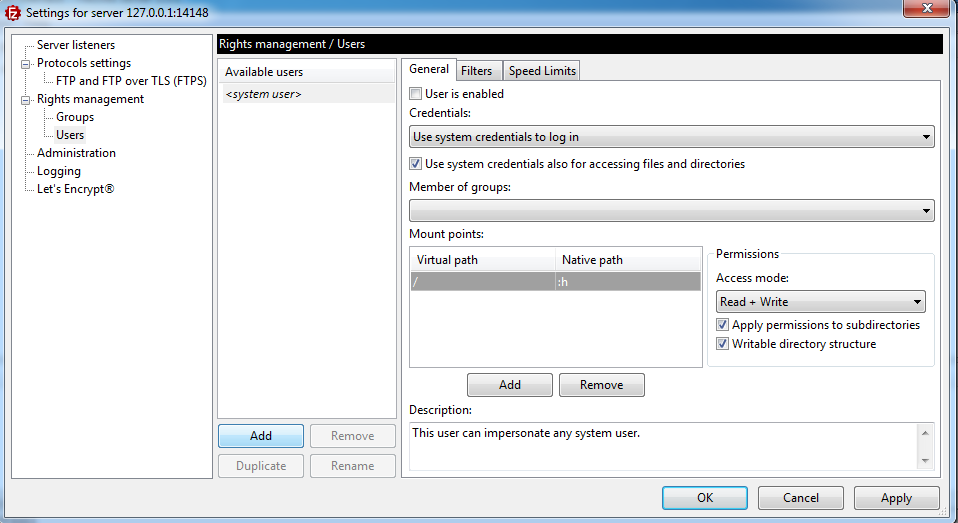 Settings for server 127.0.0.1:14148
Server listeners
Protocols settings
FTP and FTP over TLS (FTPS)
Rights management
Groups
Users
Administration
Logging
Let's Encrypt®
Rights management / Users
Available users
<system user>
Add
Remove
Duplicate
Rename
General
Filters
Speed Limits
User is enabled
Credentials:
Use system credentials to log in
Use system credentials also for accessing files and directories
Member of groups:
Mount points:
Virtual path
Native path
/
:h
Add
Remove
Permissions
Access mode:
Read + Write
Apply permissions to subdirectories
Writable directory structure
Description:
This user can impersonate any system user.
OK
Cancel
Apply